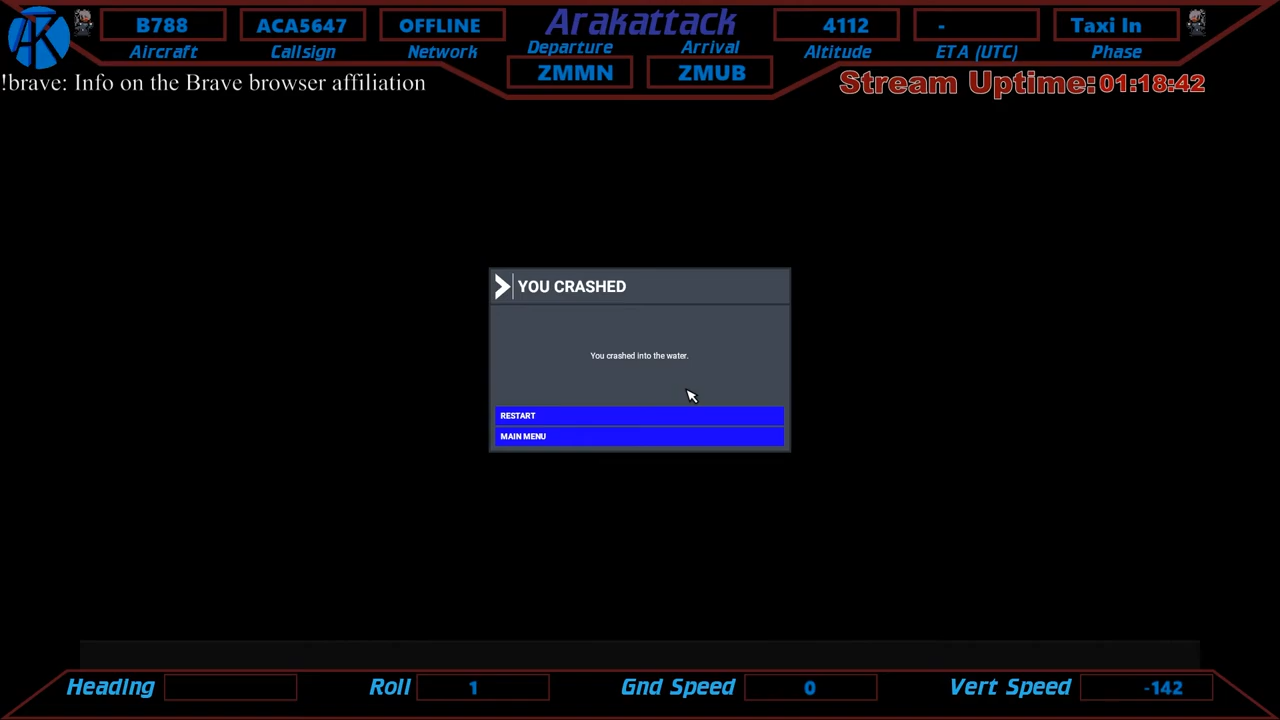 B788
ACA5647
OFFLINE
Arakattack
4112
-
Taxi In
Aircraft
Callsign
Network
Departure
Arrival
Altitude
ETA (UTC)
Phase
ZMMN
ZMUB
!brave: Info on the Brave browser affiliation
Stream Uptime:01:18:42
YOU CRASHED
You crashed into the water.
RESTART
MAIN MENU
Heading
Roll
1
Gnd Speed
0
Vert Speed
-142